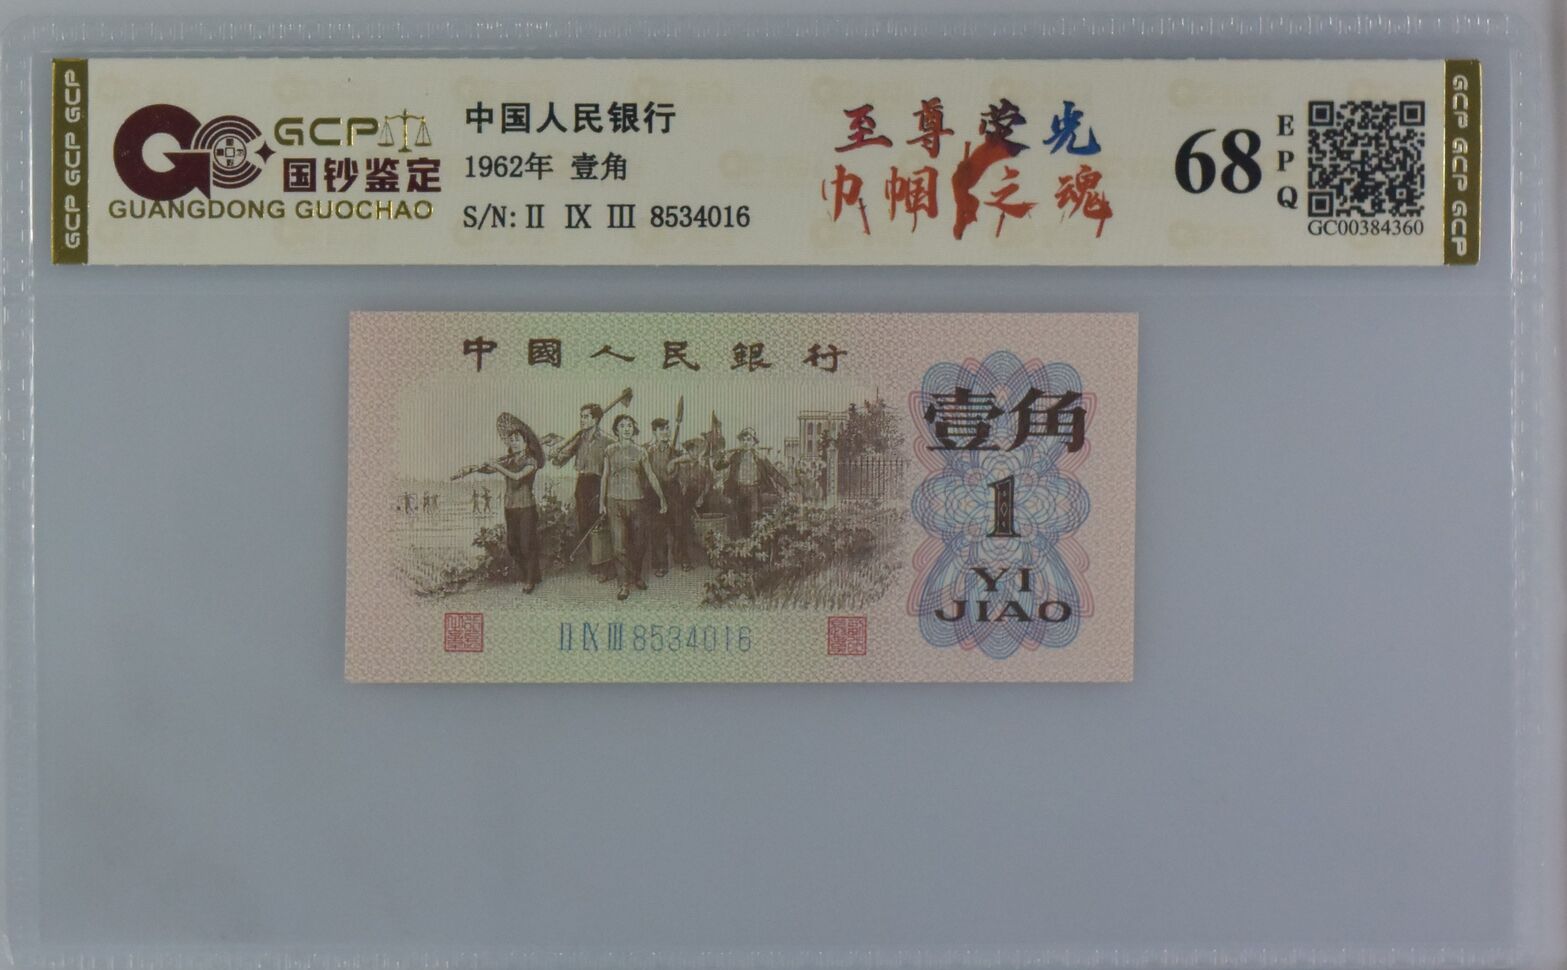 GCP GCP GCP
GCP
国钞鉴定
GUANGDONG GUOCHAO
中国人民银行
1962年 壹角
S/N: II IX III 8534016
至尊荣光
巾帼之魂
68
EPQ
GC00384360
GCP GCP GCP
中國人民銀行
壹角
1
YI
JIAO
II IX III 8534016